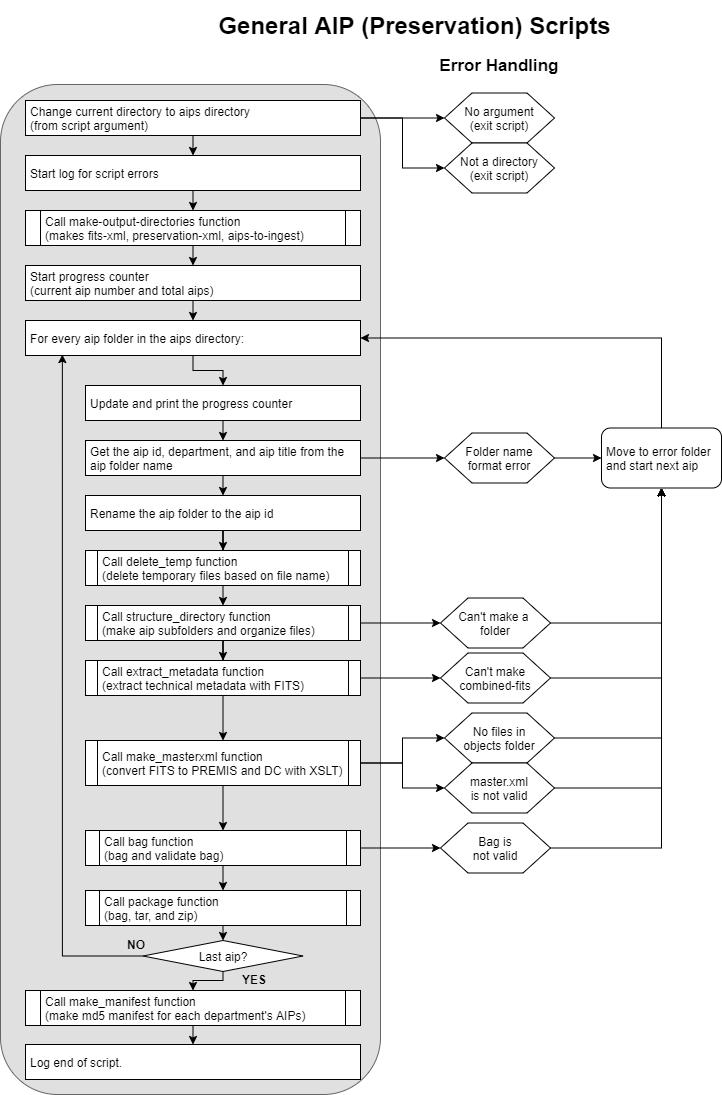 General AIP (Preservation) Scripts
Error Handling
Change current directory to aips directory
(from script argument)
No argument
(exit script)
Not a directory
(exit script)
Start log for script errors
Call make-output-directories function
(makes fits-xml, preservation-xml, aips-to-ingest)
Start progress counter
(current aip number and total aips)
For every aip folder in the aips directory:
Update and print the progress counter
Get the aip id, department, and aip title from the
aip folder name
Folder name
format error
Move to error folder
and start next aip
Rename the aip folder to the aip id
Call delete_temp function
(delete temporary files based on file name)
Call structure_directory function
(make aip subfolders and organize files)
Can't make a
folder
Call extract_metadata function
(extract technical metadata with FITS)
Can't make
combined-fits
No files in
objects folder
Call make_masterxml function
(convert FITS to PREMIS and DC with XSLT)
master.xml
is not valid
Call bag function
(bag and validate bag)
Bag is
not valid
Call package function
(bag, tar, and zip)
NO
Last aip?
YES
Call make_manifest function
(make md5 manifest for each department's AIPs)
Log end of script.